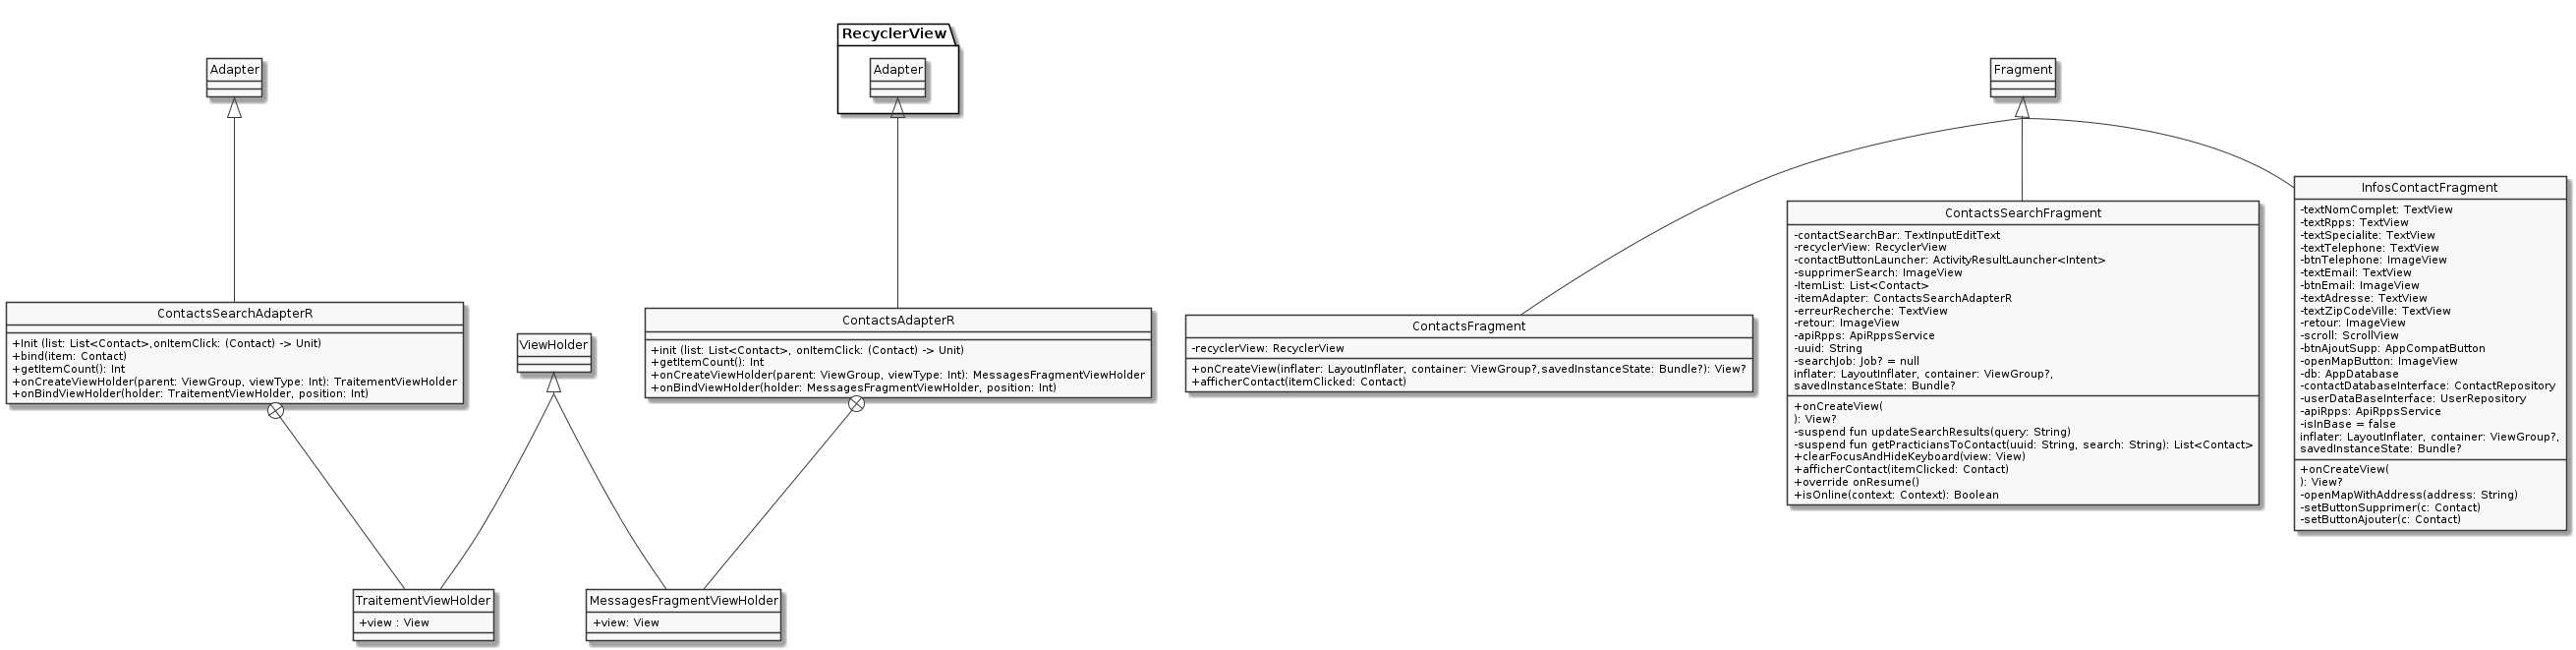 RecyclerView
Adapter
Adapter
Fragment
ContactsSearchAdapterR
+Init (list: List<Contact>,onItemClick: (Contact) -> Unit)
+bind(item: Contact)
+getItemCount(): Int
+onCreateViewHolder(parent: ViewGroup, viewType: Int): TraitementViewHolder
+onBindViewHolder(holder: TraitementViewHolder, position: Int)
ViewHolder
ContactsAdapterR
+init (list: List<Contact>, onItemClick: (Contact) -> Unit)
+getItemCount(): Int
+onCreateViewHolder(parent: ViewGroup, viewType: Int): MessagesFragmentViewHolder
+onBindViewHolder(holder: MessagesFragmentViewHolder, position: Int)
ContactsFragment
-recyclerView: RecyclerView
+onCreateView(inflater: LayoutInflater, container: ViewGroup?,savedInstanceState: Bundle?): View?
+afficherContact(itemClicked: Contact)
ContactsSearchFragment
-contactSearchBar: TextInputEditText
-recyclerView: RecyclerView
-contactButtonLauncher: ActivityResultLauncher<Intent>
-supprimerSearch: ImageView
-ItemList: List<Contact>
-itemAdapter: ContactsSearchAdapterR
-erreurRecherche: TextView
-retour: ImageView
-apiRpps: ApiRppsService
-uuid: String
-searchJob: Job? = null
inflater: LayoutInflater, container: ViewGroup?,
savedInstanceState: Bundle?
+onCreateView(
): View?
-suspend fun updateSearchResults(query: String)
-suspend fun getPracticiansToContact(uuid: String, search: String): List<Contact>
+clearFocusAndHideKeyboard(view: View)
+afficherContact(itemClicked: Contact)
+override onResume()
+isOnline(context: Context): Boolean
InfosContactFragment
-textNomComplet: TextView
-textRpps: TextView
-textSpecialite: TextView
-textTelephone: TextView
-btnTelephone: ImageView
-textEmail: TextView
-btnEmail: ImageView
-textAdresse: TextView
-textZipCodeVille: TextView
-retour: ImageView
-scroll: ScrollView
-btnAjoutSupp: AppCompatButton
-openMapButton: ImageView
-db: AppDatabase
-contactDatabaseInterface: ContactRepository
-userDataBaseInterface: UserRepository
-apiRpps: ApiRppsService
-isInBase = false
inflater: LayoutInflater, container: ViewGroup?,
savedInstanceState: Bundle?
+onCreateView(
): View?
-openMapWithAddress(address: String)
-setButtonSupprimer(c: Contact)
-setButtonAjouter(c: Contact)
TraitementViewHolder
+view : View
MessagesFragmentViewHolder
+view: View